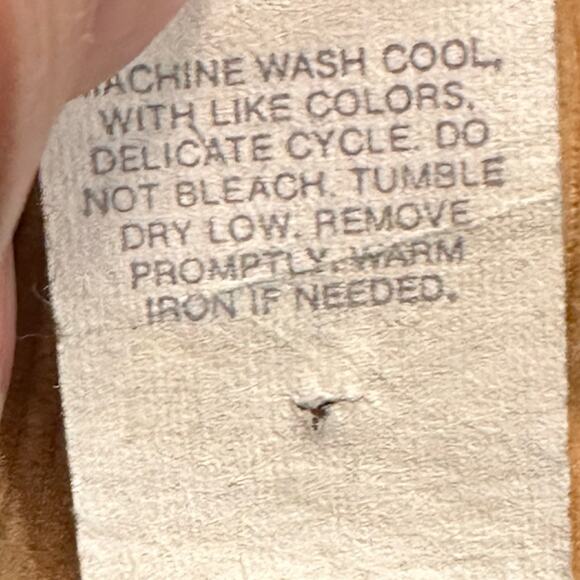 MACHINE WASH COOL,
WITH LIKE COLORS.
DELICATE CYCLE. DO
NOT BLEACH. TUMBLE
DRY LOW. REMOVE
PROMPTLY. WARM
IRON IF NEEDED.